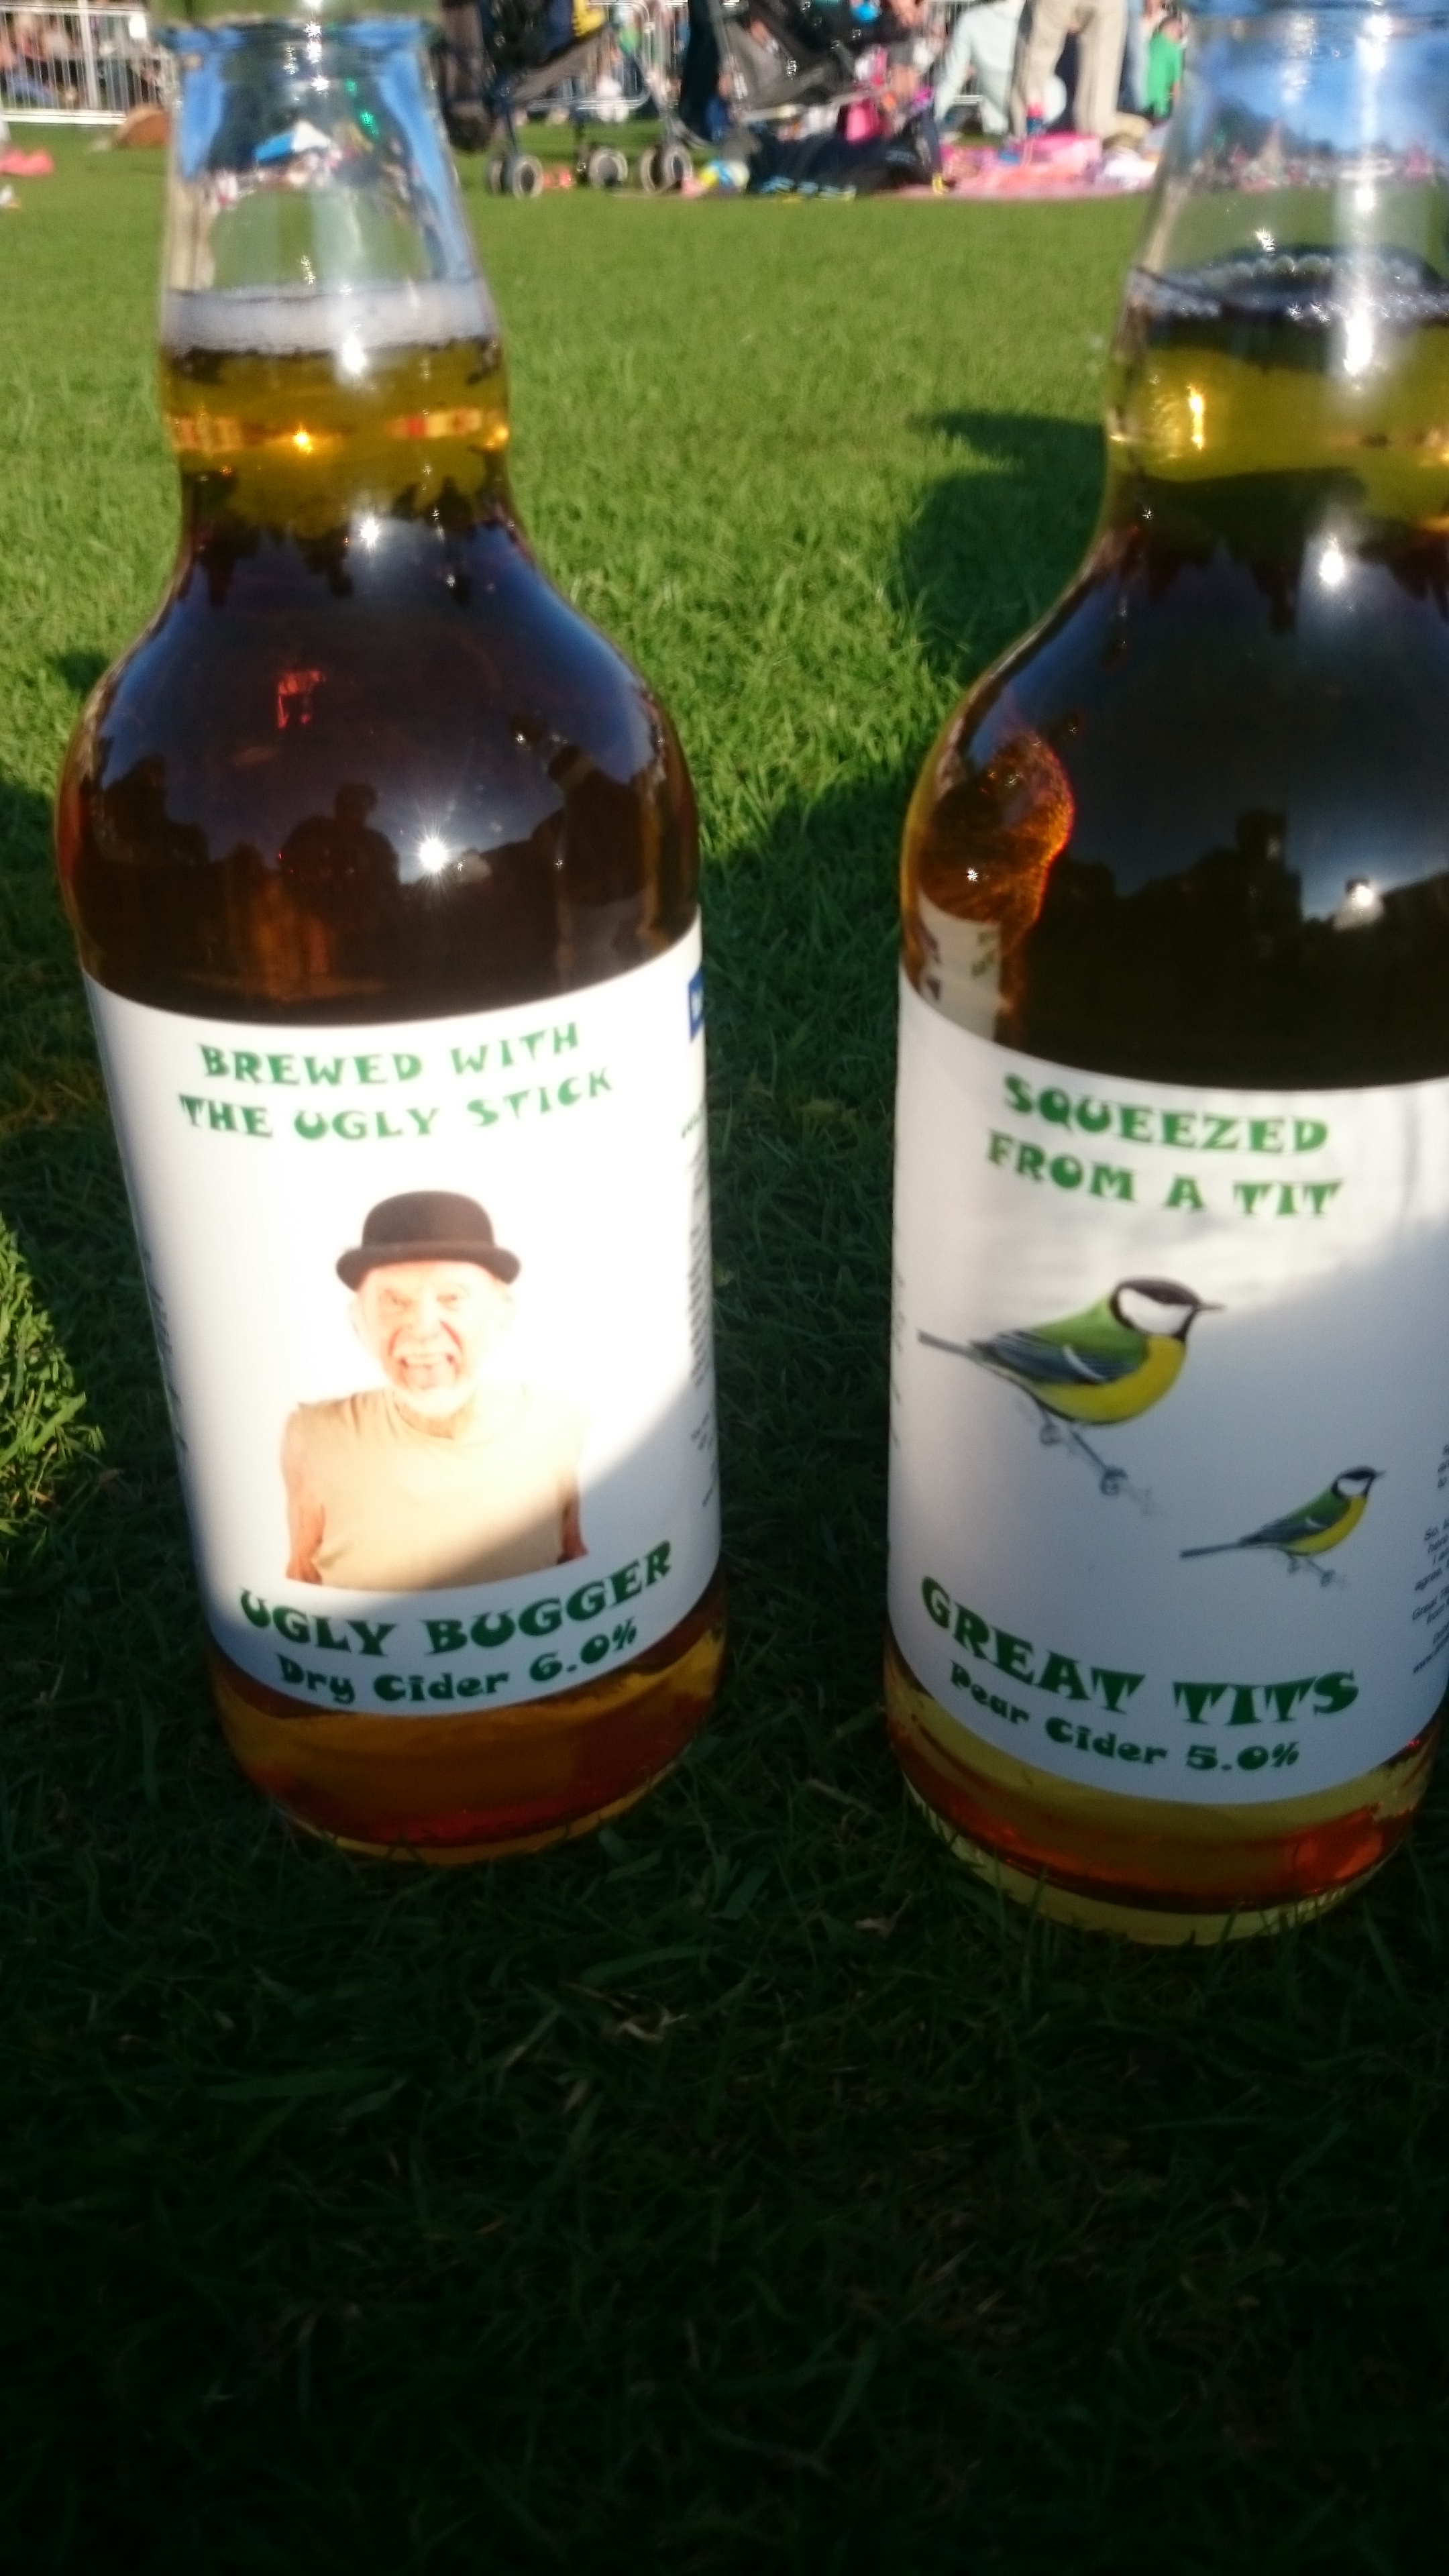 BREWED WITH
THE UGLY STICK
UGLY BUGGER
Dry Cider 6.0%
SQUEEZED
FROM A TIT
GREAT TITS
Pear Cider 5.0%